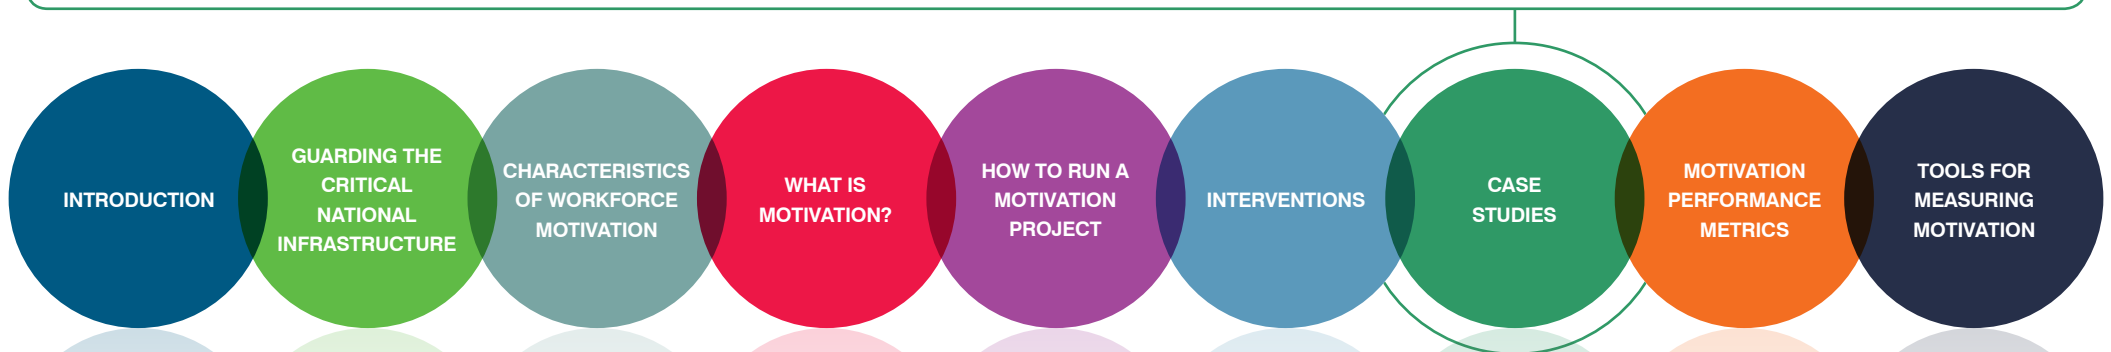 INTRODUCTION
GUARDING THE
CRITICAL
NATIONAL
INFRASTRUCTURE
CHARACTERISTICS
OF WORKFORCE
MOTIVATION
WHAT IS
MOTIVATION?
HOW TO RUN A
MOTIVATION
PROJECT
INTERVENTIONS
CASE
STUDIES
MOTIVATION
PERFORMANCE
METRICS
TOOLS FOR
MEASURING
MOTIVATION